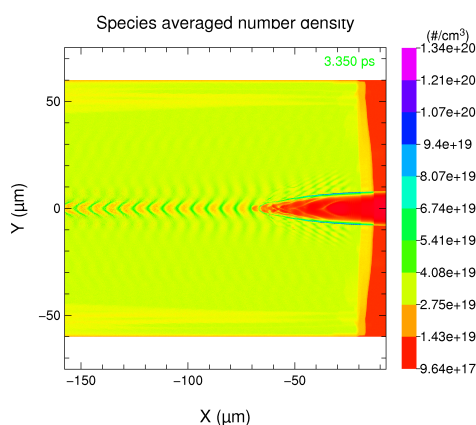 Species averaged number density
(#/cm³)
3.350 ps
1.34e+20
1.21e+20
1.07e+20
9.4e+19
8.07e+19
6.74e+19
5.41e+19
4.08e+19
2.75e+19
1.43e+19
9.64e+17
50
0
−50
Y (µm)
−150
−100
−50
X (µm)